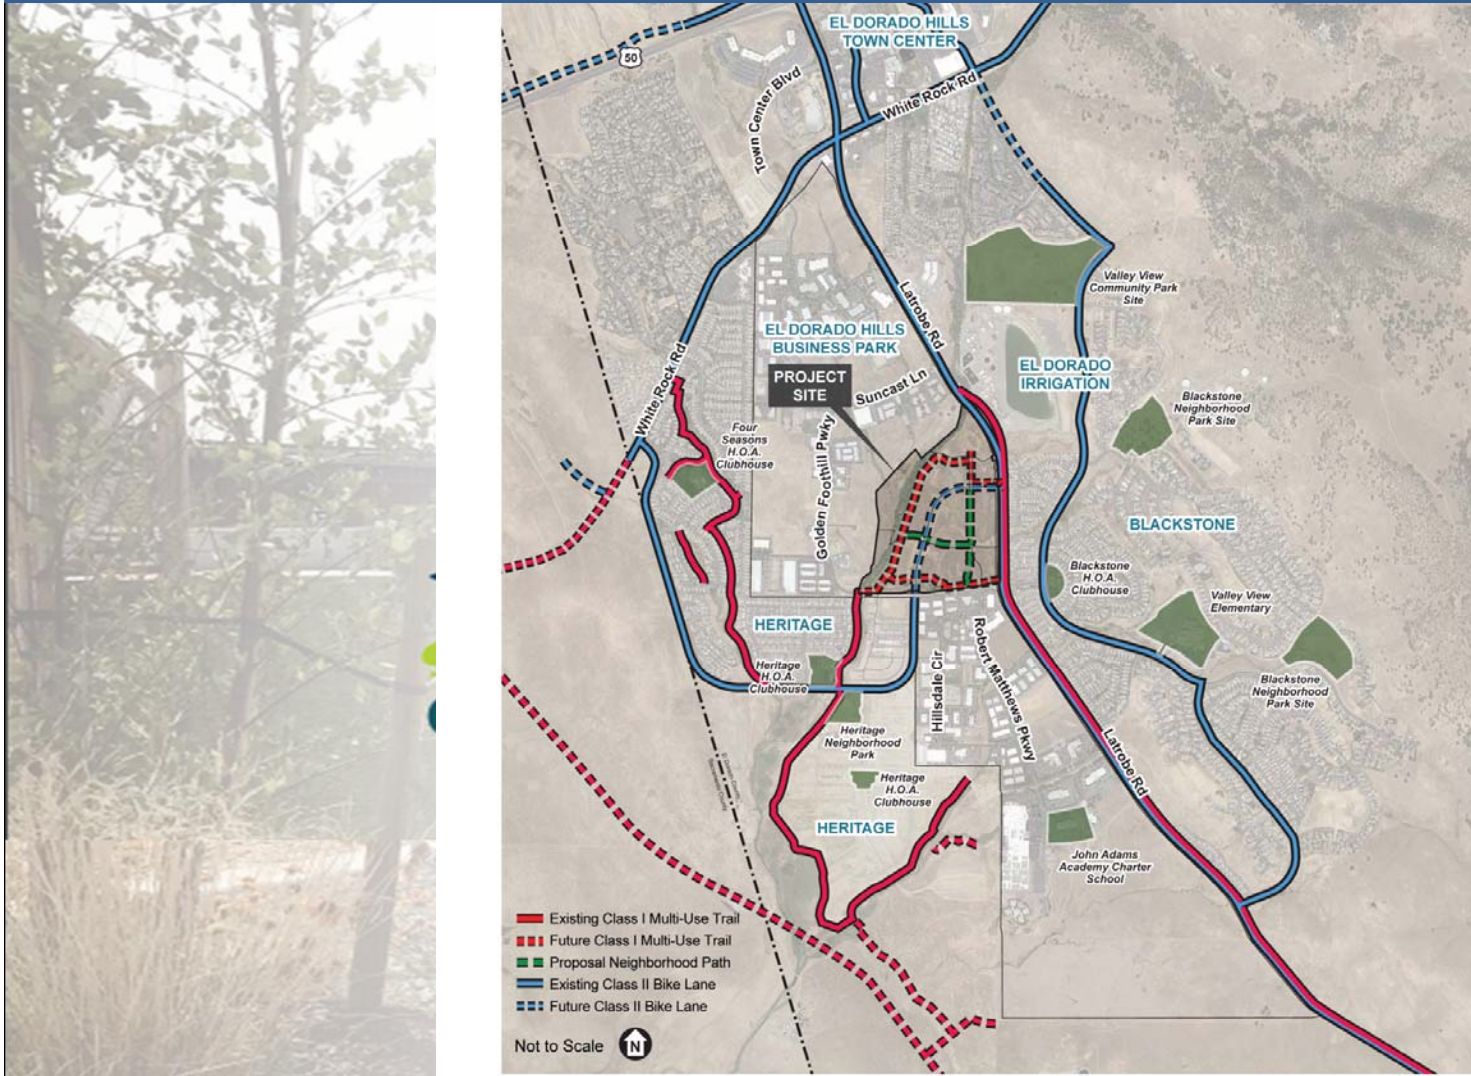 EL DORADO HILLS
TOWN CENTER
50
Town Center Blvd
White Rock Rd
Valley View
Community Park
Site
Latrobe Rd
EL DORADO HILLS
BUSINESS PARK
EL DORADO
IRRIGATION
PROJECT
SITE
Suncast Ln
White Rock Rd
Blackstone
Neighborhood
Park Site
Four
Seasons
H.O.A.
Clubhouse
Golden Foothill Pwky
BLACKSTONE
Blackstone
H.O.A.
Clubhouse
Valley View
Elementary
HERITAGE
Robert Matthews Pkwy
Hillsdale Cir
Heritage
H.O.A.
Clubhouse
Blackstone
Neighborhood
Park Site
Heritage
Neighborhood
Park
Latrobe Rd
Heritage
H.O.A.
Clubhouse
HERITAGE
John Adams
Academy Charter
School
Existing Class I Multi-Use Trail
Future Class I Multi-Use Trail
Proposal Neighborhood Path
Existing Class II Bike Lane
Future Class II Bike Lane
Not to Scale
N